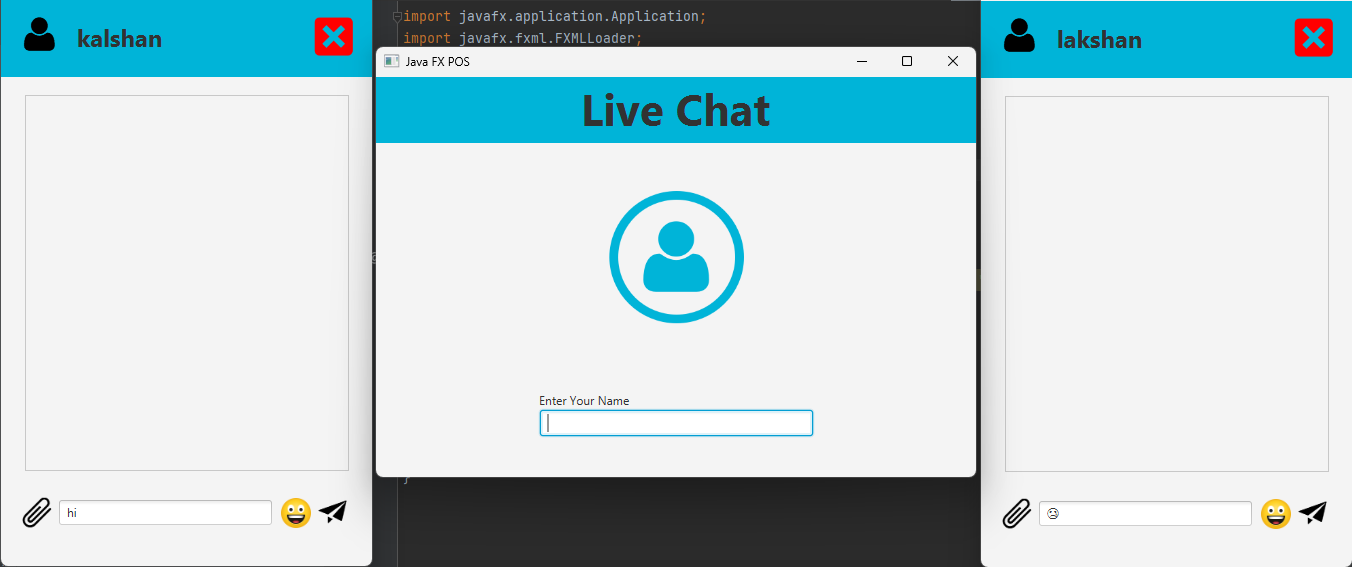 kalshan
hi
import javafx.application.Application;
import javafx.fxml.FXMLLoader;
Java FX POS
Live Chat
Enter Your Name
}
lakshan